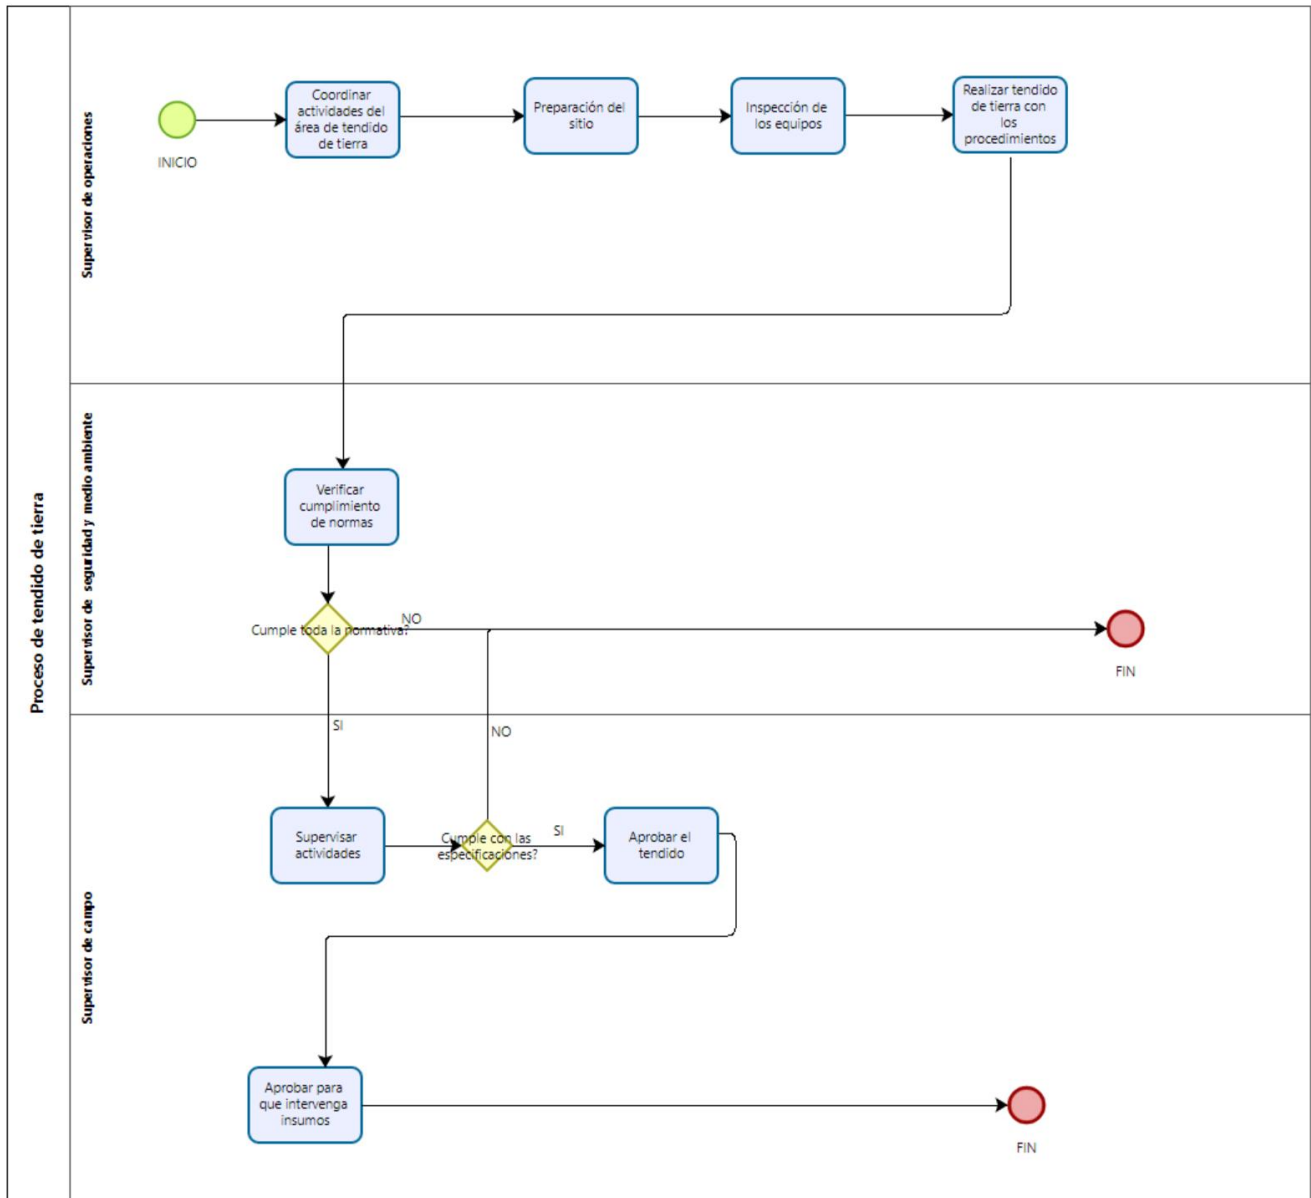 Proceso de tendido de tierra
Supervisor de operaciones
INICIO
Coordinar
actividades del
área de tendido
de tierra
Preparación del
sitio
Inspección de
los equipos
Realizar tendido
de tierra con
los
procedimientos
Supervisor de seguridad y medio ambiente
Verificar
cumplimiento
de normas
Cumple toda la normativa?
NO
FIN
SI
NO
Supervisor de campo
Supervisar
actividades
Cumple con las
especificaciones?
SI
Aprobar el
tendido
Aprobar para
que intervenga
insumos
FIN